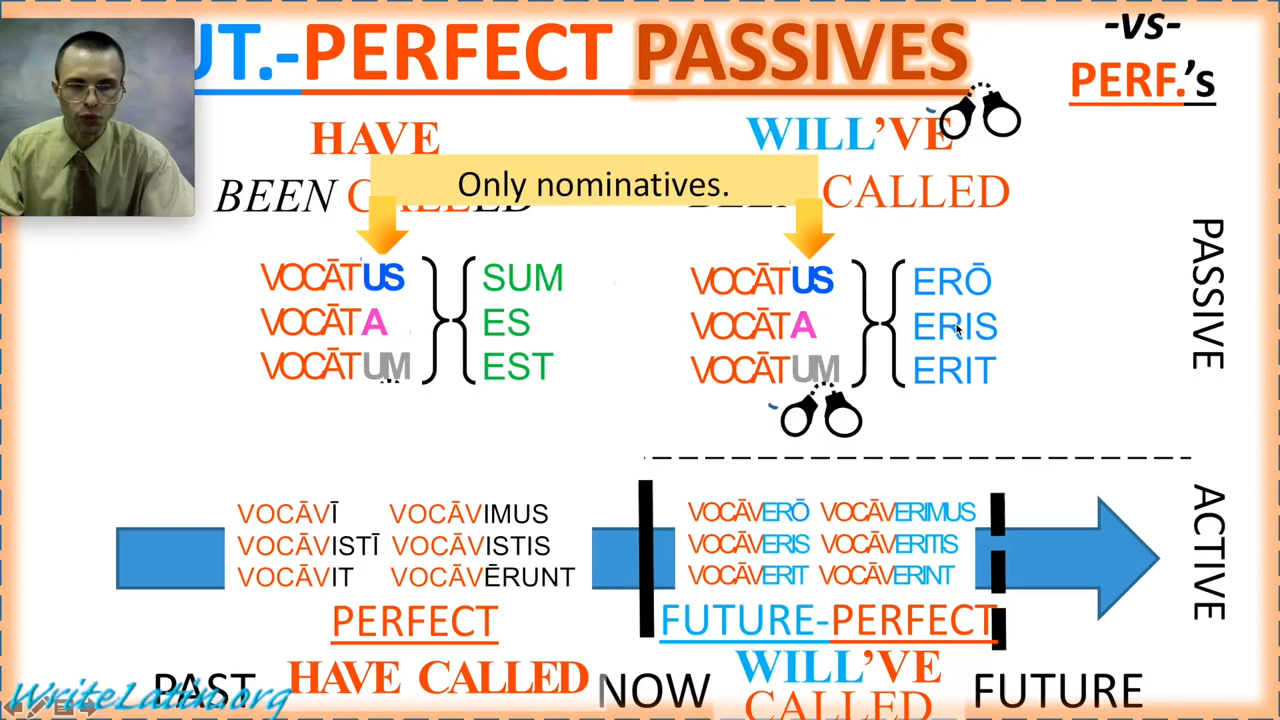 UT.-PERFECT PASSIVES
-VS-
PERF.'s
HAVE
BEEN CALLED
WILL'VE
CALLED
Only nominatives.
VOCĀTUS
VOCĀTA
VOCĀTUM
SUM
ES
EST
VOCĀTUS
VOCĀTA
VOCĀTUM
ERŌ
ERIS
ERIT
PASSIVE
VOCĀVĪ VOCĀVIMUS
VOCĀVISTĪ VOCĀVISTIS
VOCĀVIT VOCĀVĒRUNT
VOCĀVERŌ VOCĀVERIMUS
VOCĀVERIS VOCĀVERITIS
VOCĀVERIT VOCĀVERINT
ACTIVE
PERFECT
FUTURE-PERFECT
PAST
HAVE CALLED
NOW
WILL'VE
CALLED
FUTURE
WriteLatin.org